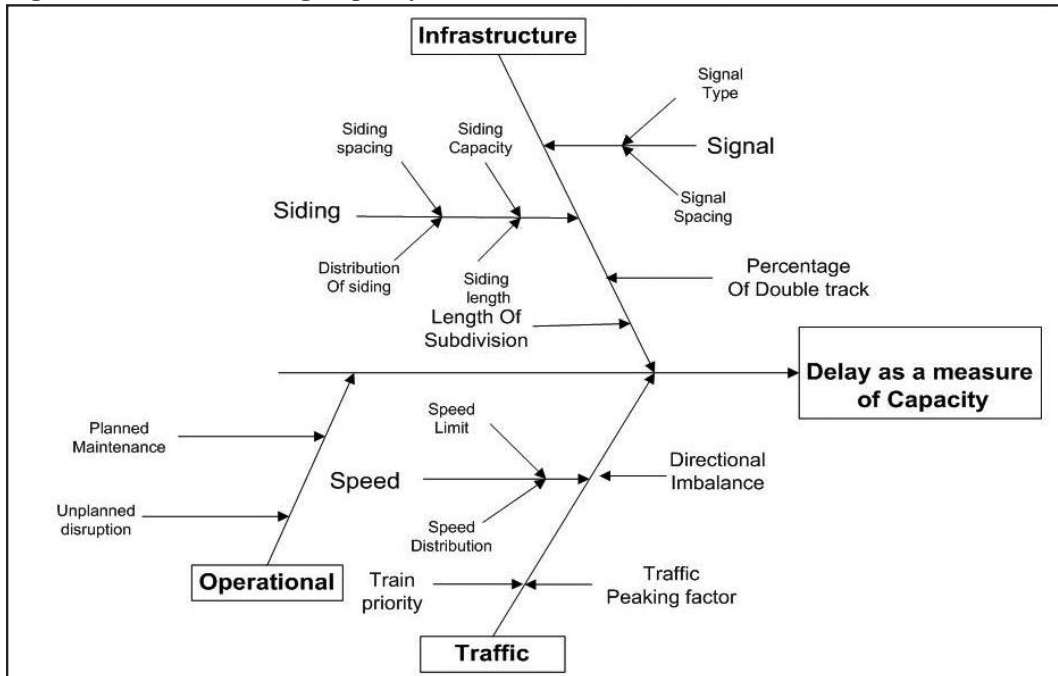 Infrastructure
Signal
Type
Siding
spacing
Siding
Capacity
Signal
Signal
Spacing
Siding
Distribution
Of siding
Siding
length
Percentage
Of Double track
Length Of
Subdivision
Delay as a measure
of Capacity
Planned
Maintenance
Speed
Limit
Speed
Directional
Imbalance
Unplanned
disruption
Speed
Distribution
Operational
Train
priority
Traffic
Peaking factor
Traffic